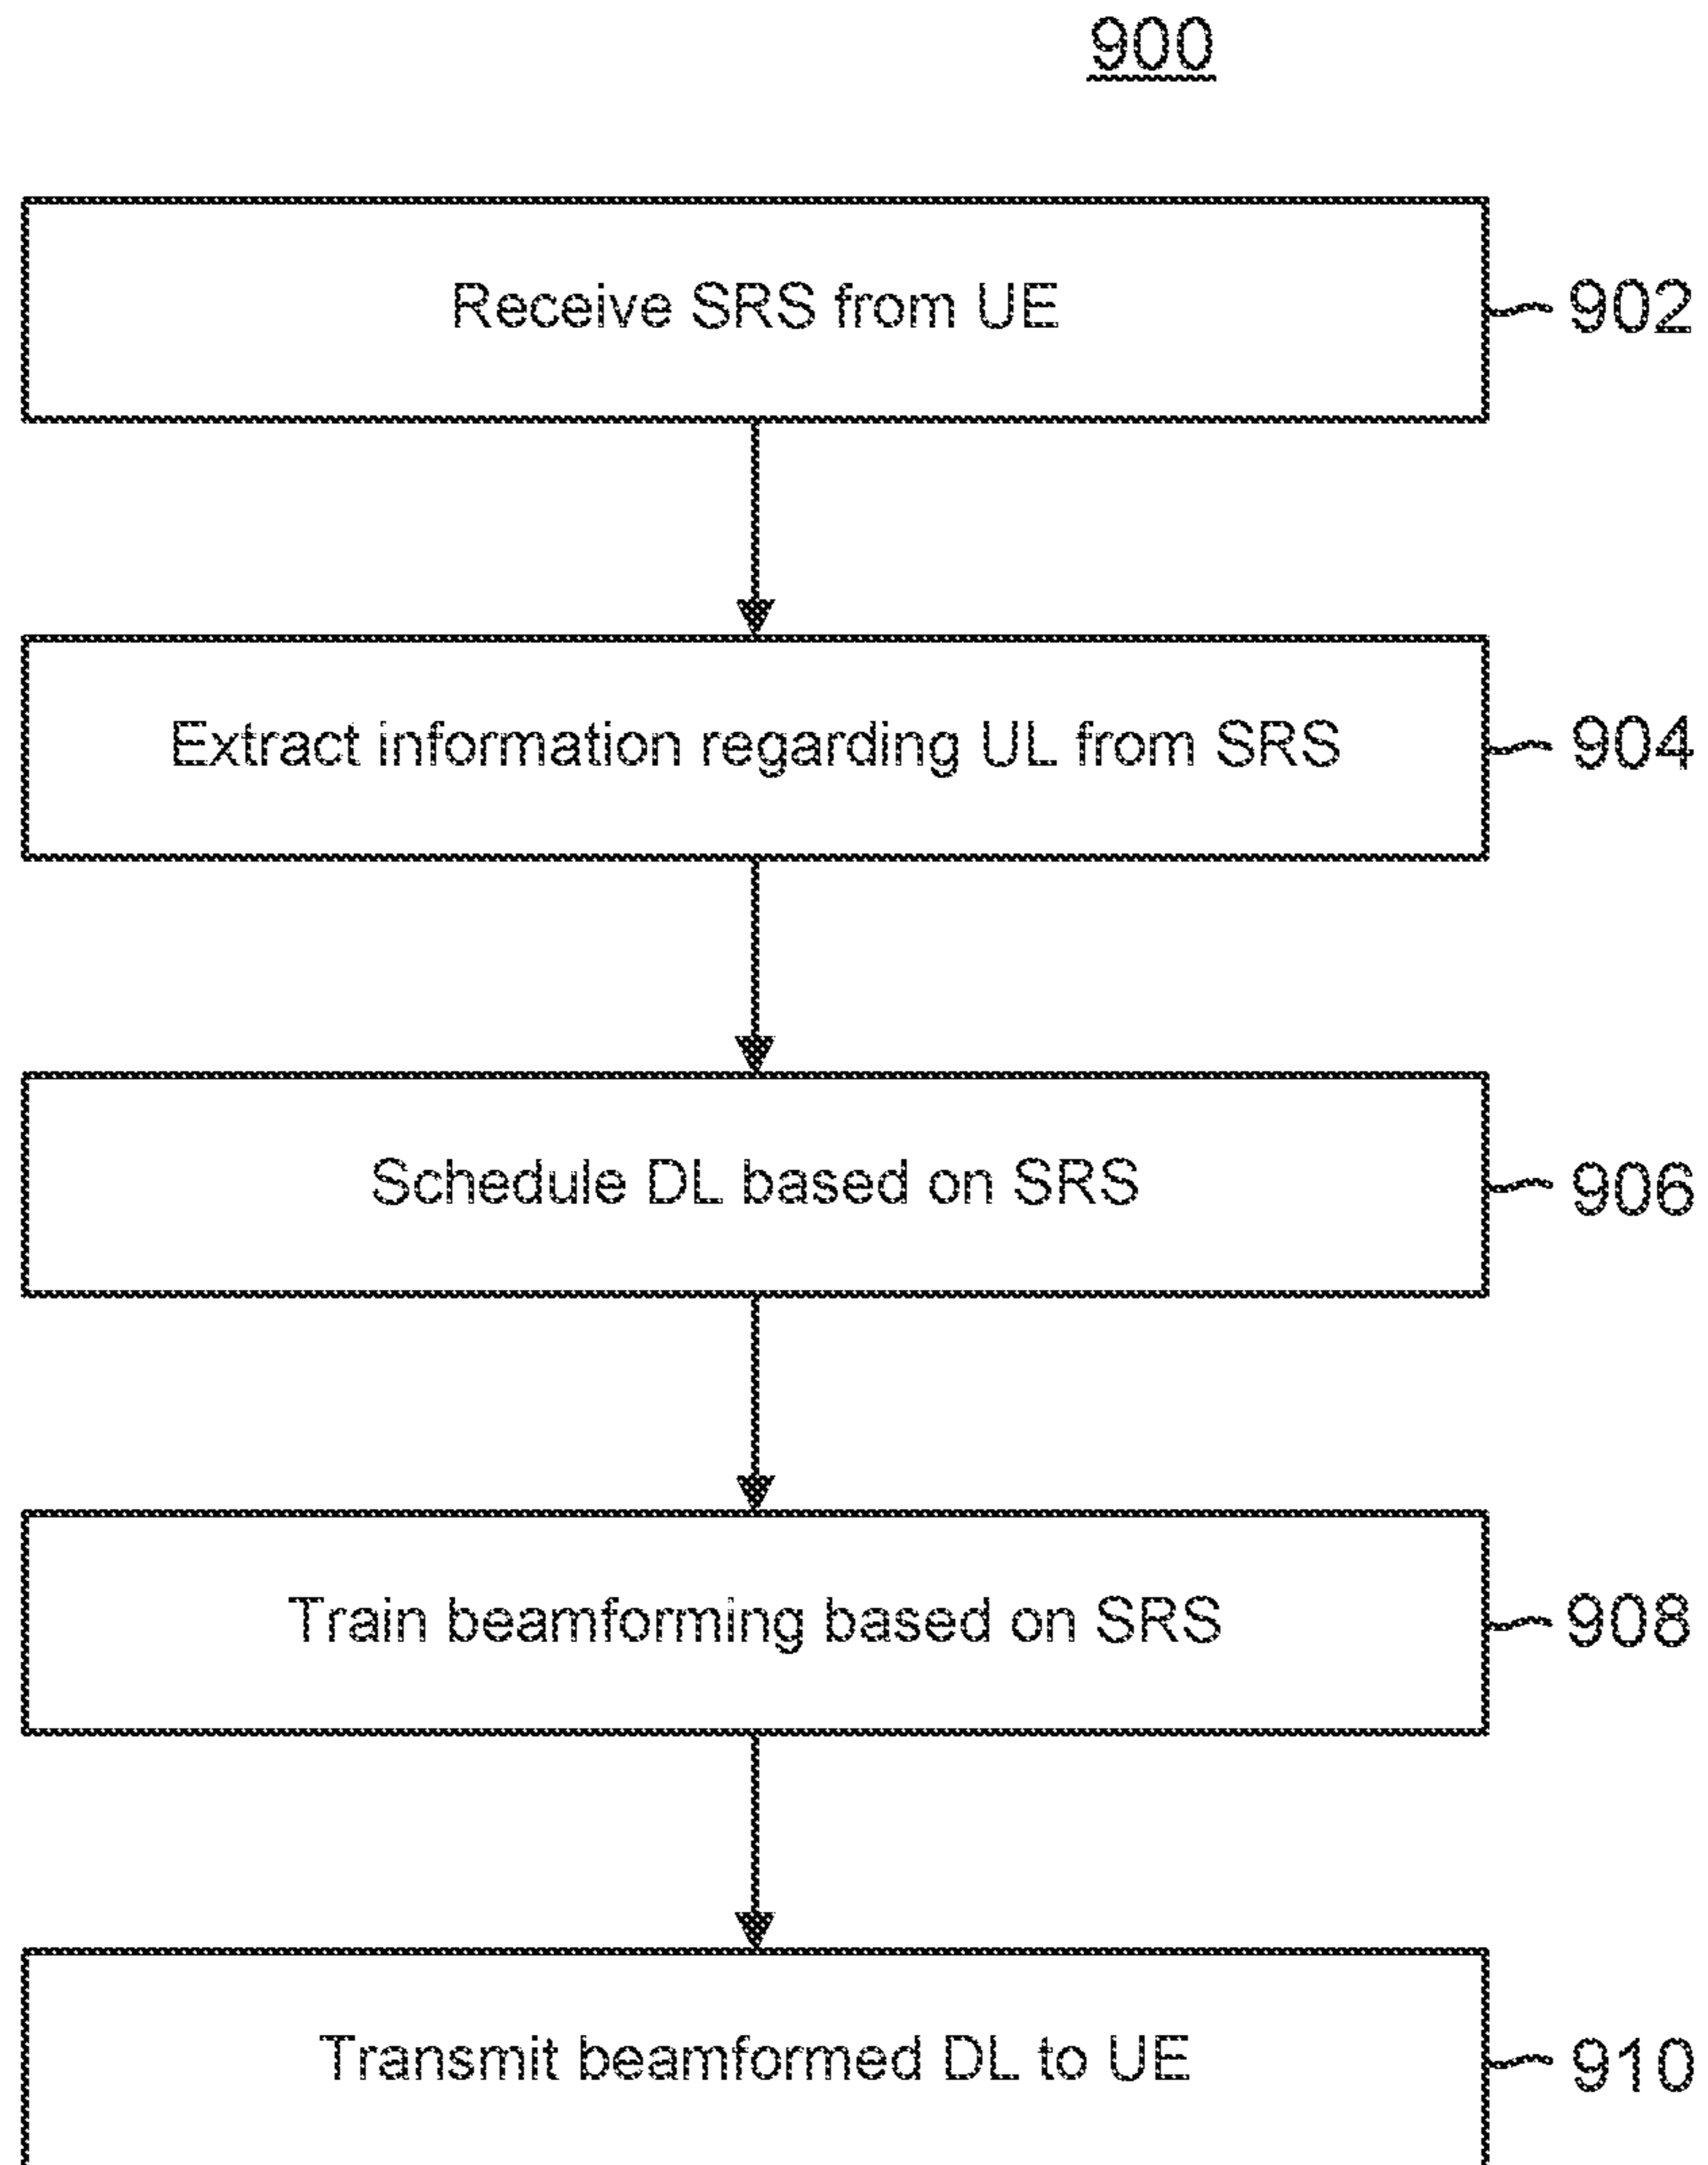 900
Receive SRS from UE
902
Extract information regarding UL from SRS
904
Schedule DL based on SRS
906
Train beamforming based on SRS
908
Transmit beamformed DL to UE
910